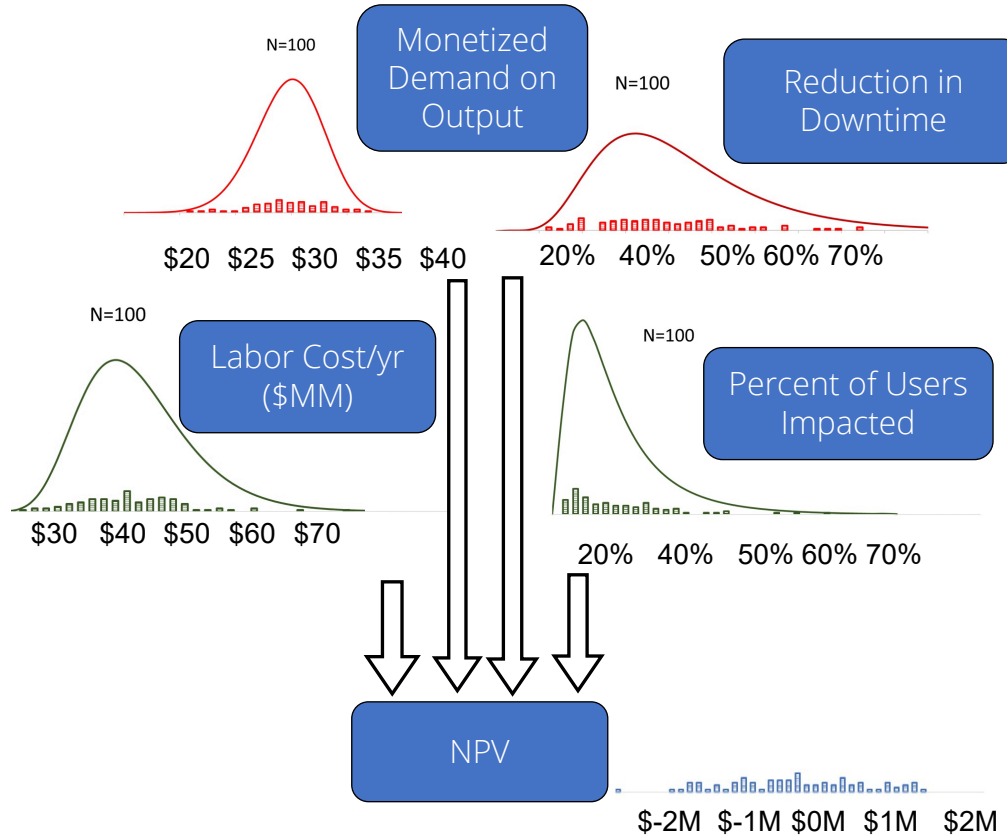 N=100
Monetized
Demand on
Output
N=100
Reduction in
Downtime
$20 $25 $30 $35 $40
20% 40% 50% 60% 70%
N=100
Labor Cost/yr
($MM)
N=100
Percent of Users
Impacted
$30 $40 $50 $60 $70
20% 40% 50% 60% 70%
NPV
$-2M $-1M $0M $1M $2M